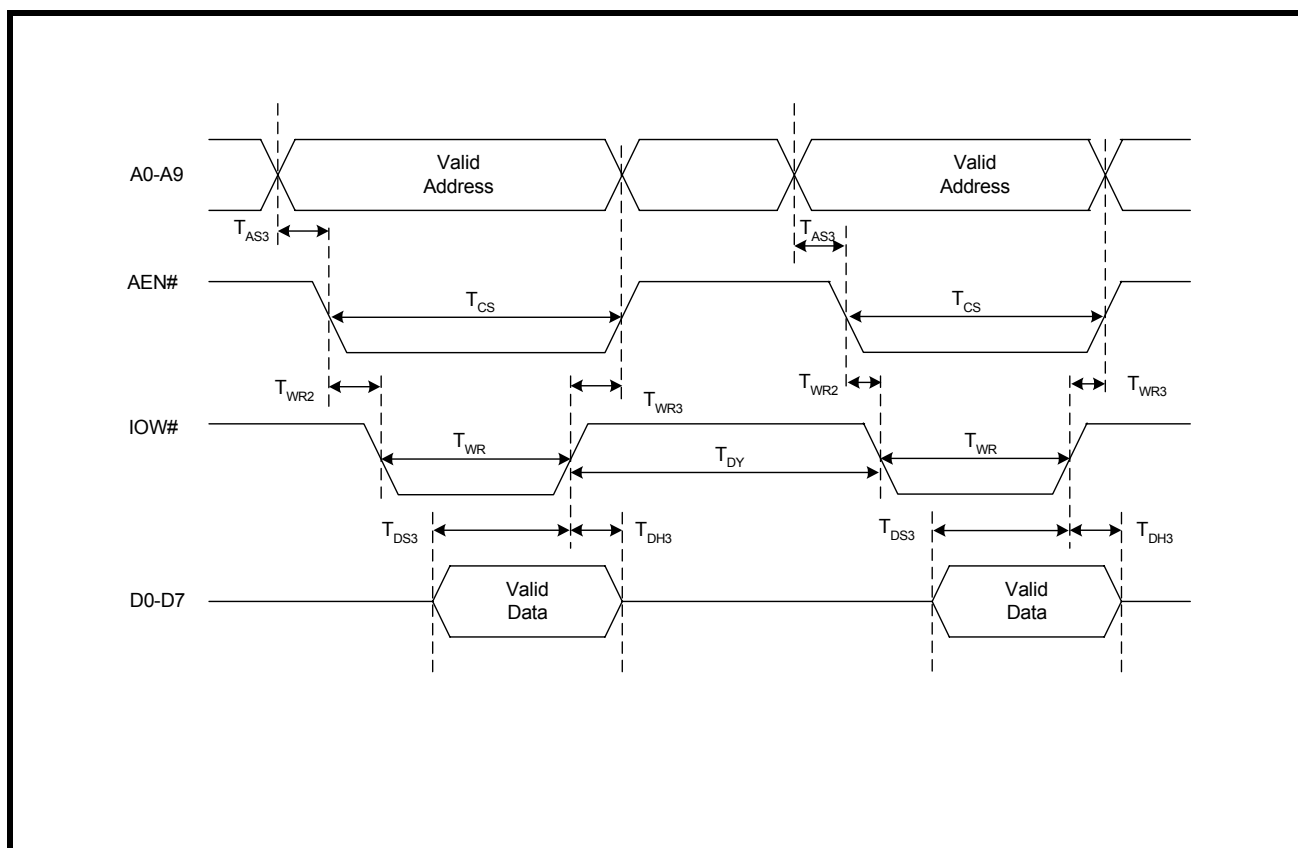 A0-A9
Valid
Address
Valid
Address
TAS3
TAS3
AEN#
TCS
TCS
TWR2
TWR3
TWR2
TWR3
IOW#
TWR
TDY
TWR
TDS3
TDH3
TDS3
TDH3
D0-D7
Valid
Data
Valid
Data